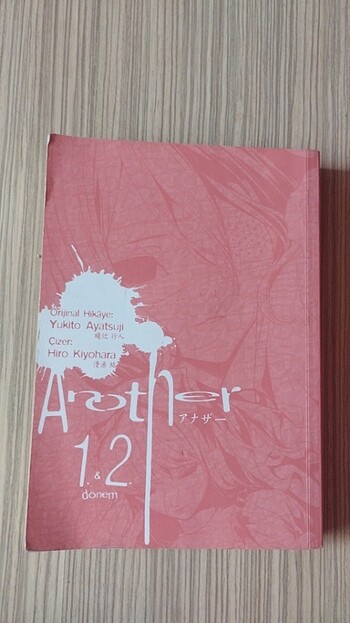 Orijinal Hikâye:
Yukito Ayatsuji
綾辻 行人
Çizer:
Hiro Kiyohara
清原 紘
Another
アナザー
1. & 2.
dönem